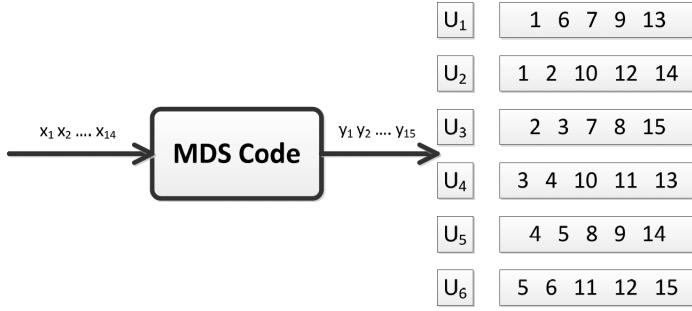 U₁ 1 6 7 9 13
U₂ 1 2 10 12 14
x₁ x₂ .... x₁₄ MDS Code y₁ y₂ .... y₁₅
U₃ 2 3 7 8 15
U₄ 3 4 10 11 13
U₅ 4 5 8 9 14
U₆ 5 6 11 12 15